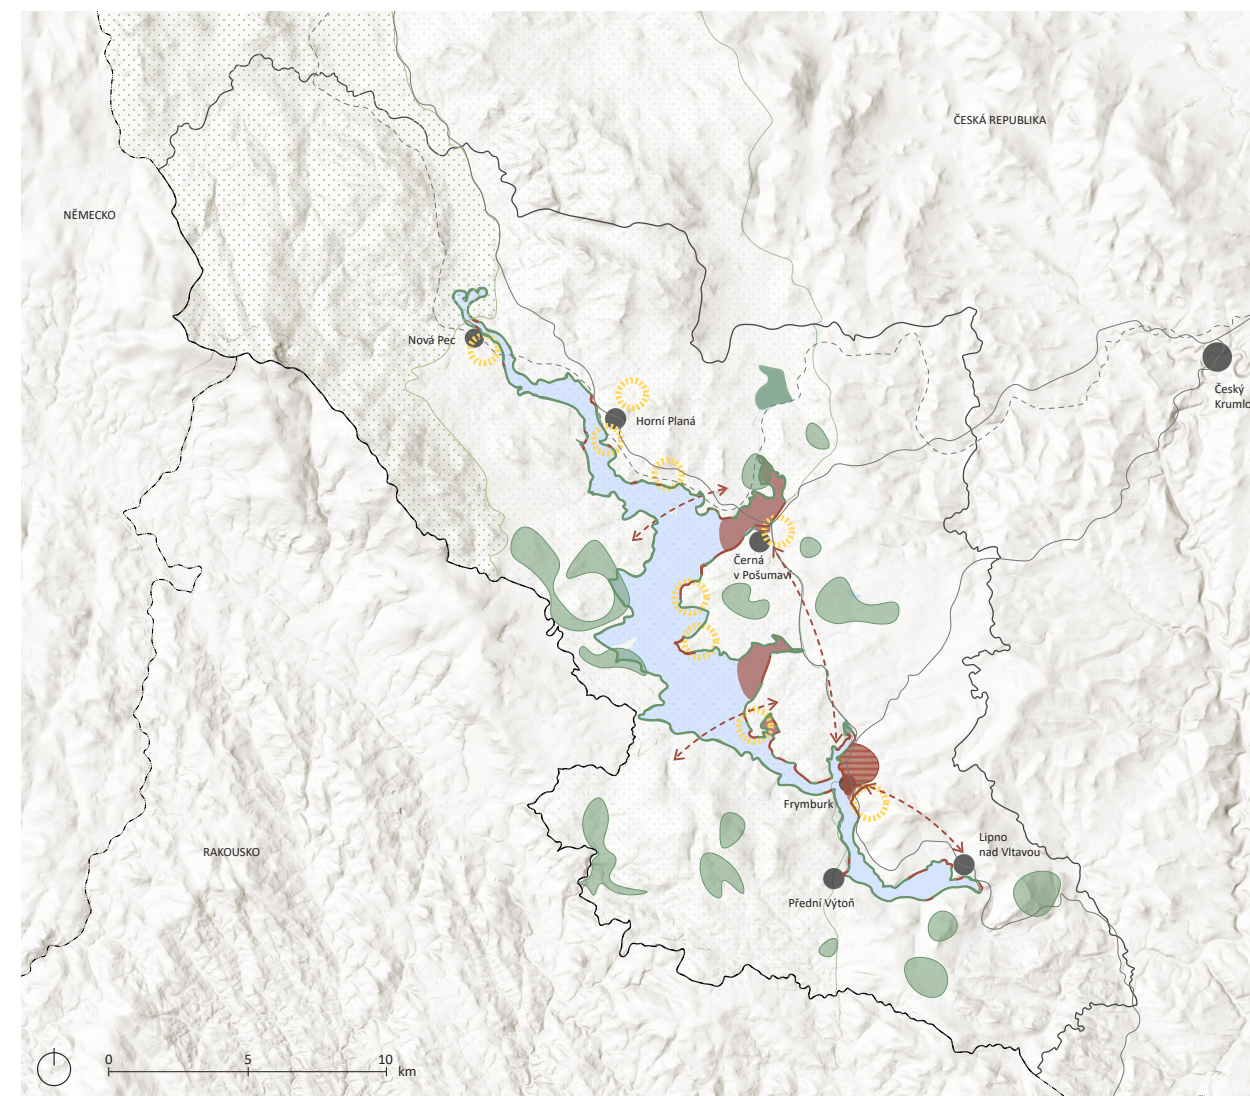 ČESKÁ REPUBLIKA
NĚMECKO
Nová Pec
Český
Krumlo
Horní Planá
Černá
v Pošumaví
Frymburk
Lipno
nad Vltavou
RAKOUSKO
Přední Výtoň
0 5 10
km